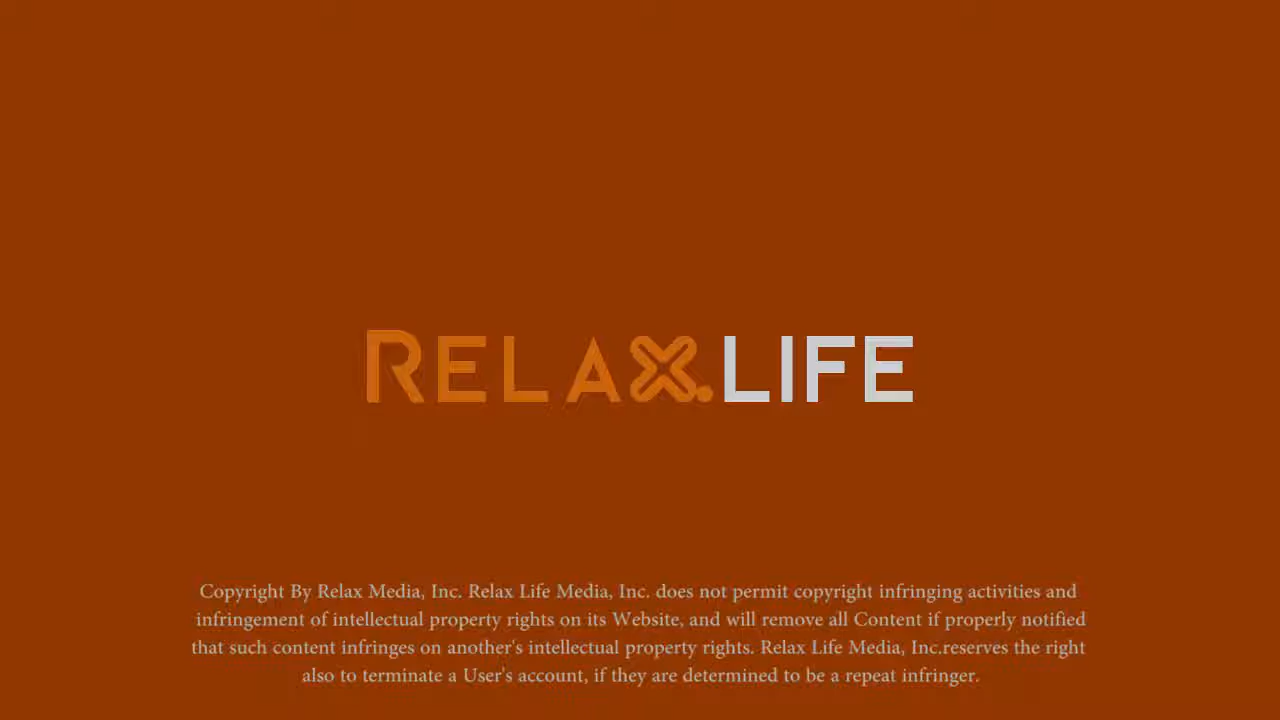 RELAX.LIFE
Copyright By Relax Media, Inc. Relax Life Media, Inc. does not permit copyright infringing activities and
infringement of intellectual property rights on its Website, and will remove all Content if properly notified
that such content infringes on another's intellectual property rights. Relax Life Media, Inc.reserves the right
also to terminate a User's account, if they are determined to be a repeat infringer.